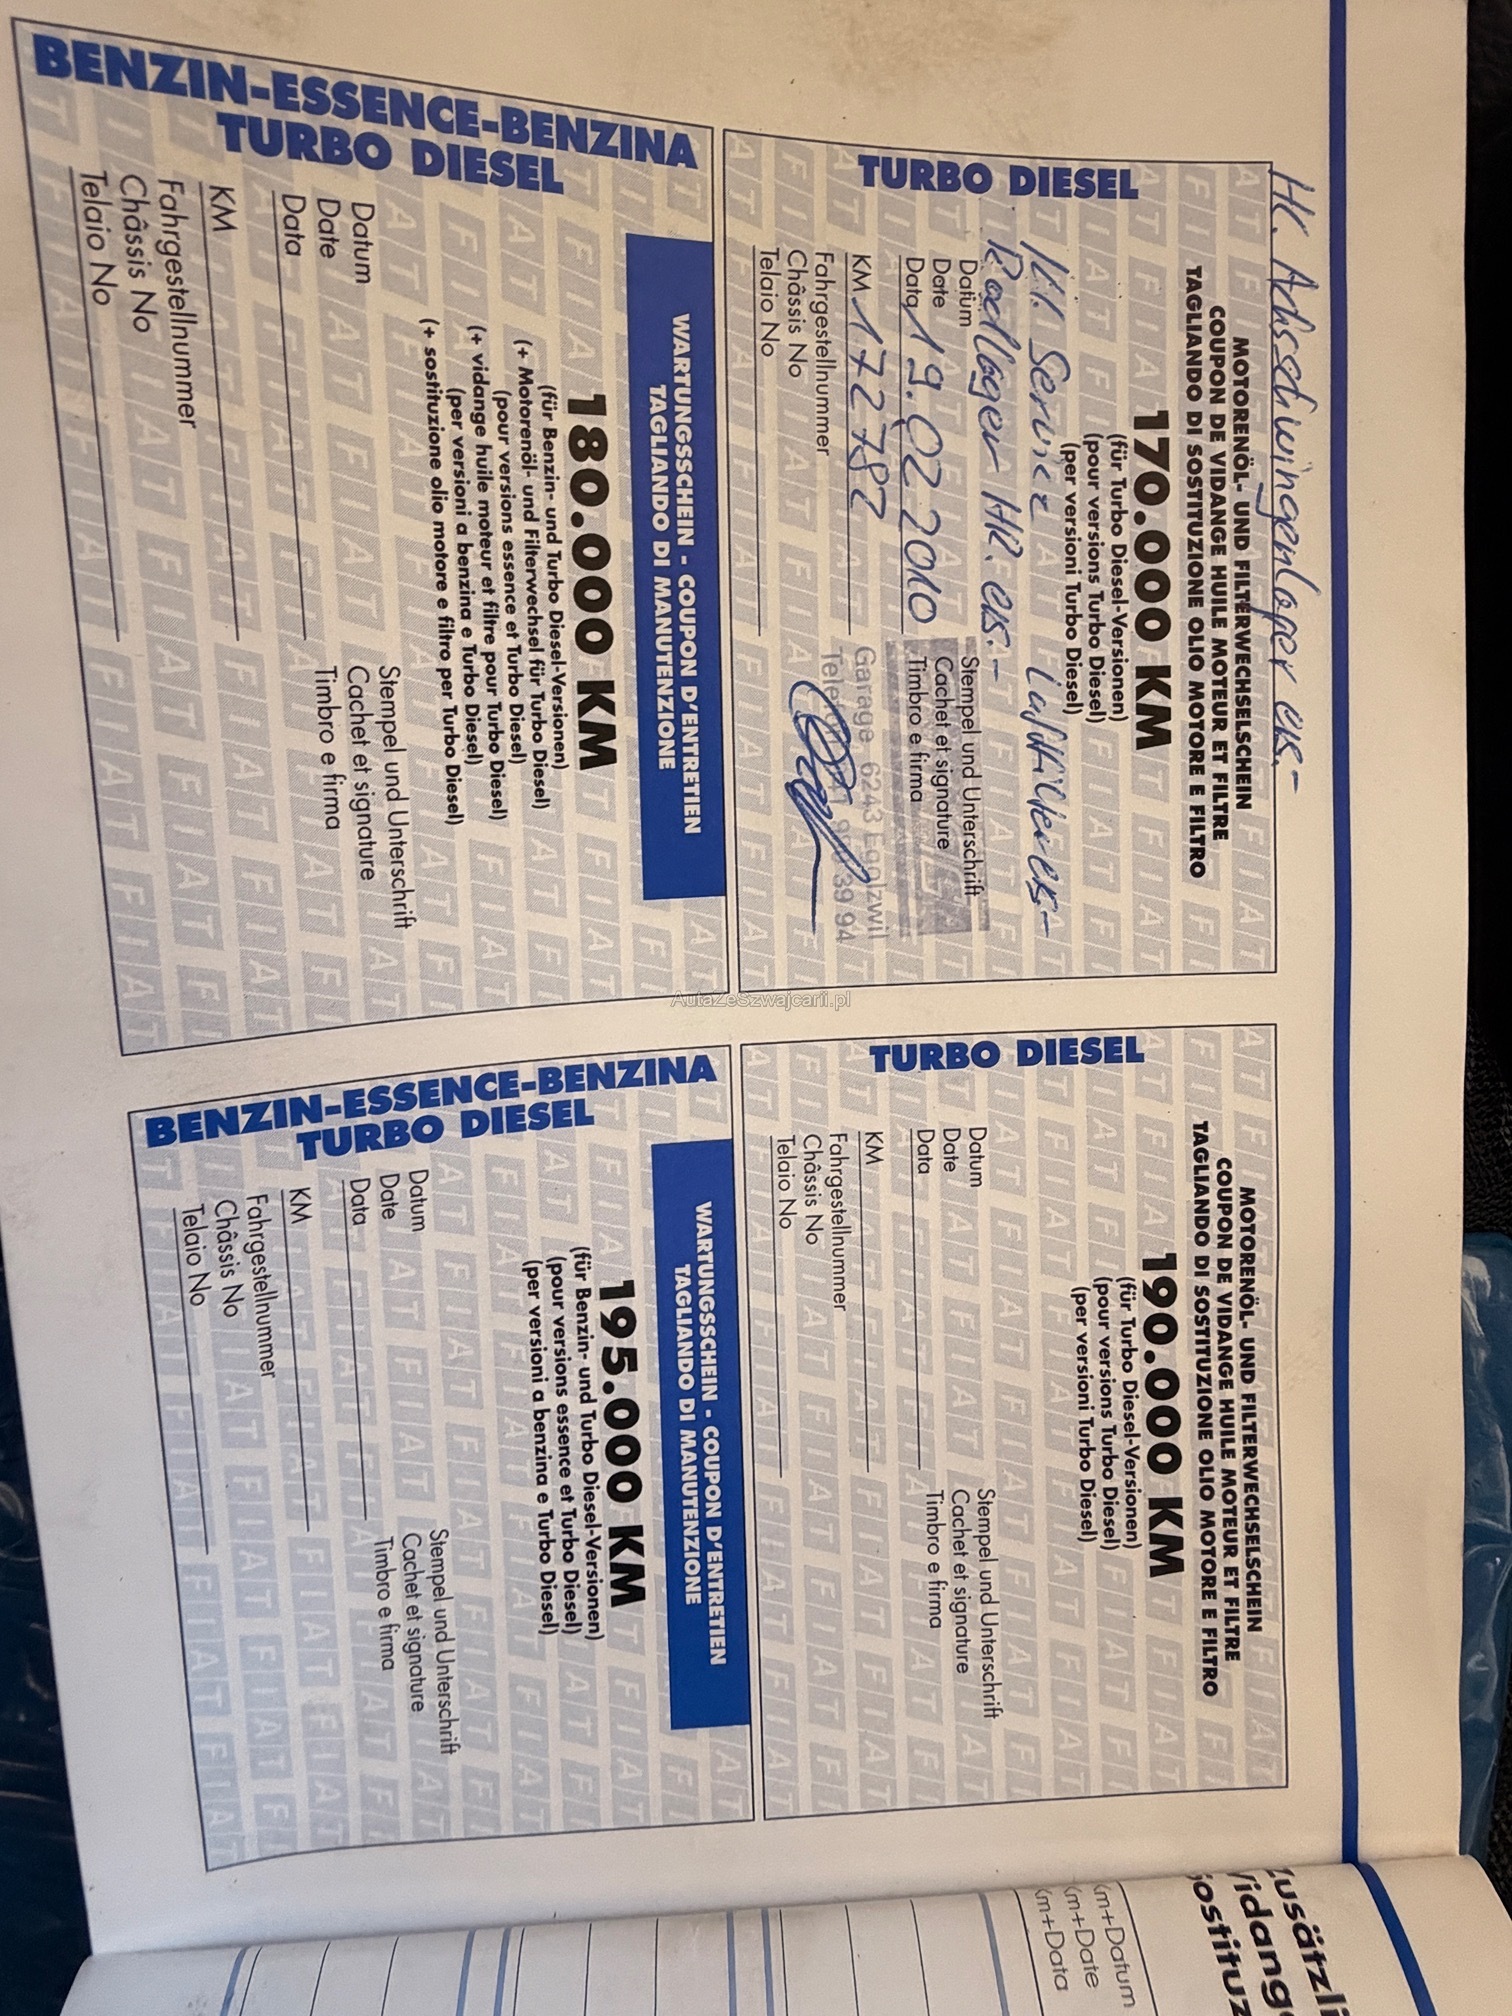 HI. Achsschwingenlager ers.-
MOTORENÖL- UND FILTERWECHSELSCHEIN
COUPON DE VIDANGE HUILE MOTEUR ET FILTRE
TAGLIANDO DI SOSTITUZIONE OLIO MOTORE E FILTRO
170.000 KM
(für Turbo Diesel-Versionen)
(pour versions Turbo Diesel)
(per versioni Turbo Diesel)
TURBO DIESEL
Kl. Service Luftfilter ers.-
Radlager HR. ers.-
Datum
Date
Data 19.02.2010
KM 172782
Fahrgestellnummer
Châssis No
Telaio No
Stempel und Unterschrift
Cachet et signature
Timbro e firma
Garage 6243 Egolzwil
39 94
WARTUNGSSCHEIN - COUPON D'ENTRETIEN
TAGLIANDO DI MANUTENZIONE
180.000 KM
(für Benzin- und Turbo Diesel-Versionen)
(+ Motorenöl- und Filterwechsel für Turbo Diesel)
(pour versions essence et Turbo Diesel)
(+ vidange huile moteur et filtre pour Turbo Diesel)
(per versioni a benzina e Turbo Diesel)
(+ sostituzione olio motore e filtro per Turbo Diesel)
BENZIN-ESSENCE-BENZINA
TURBO DIESEL
Datum
Date
Data
KM
Fahrgestellnummer
Châssis No
Telaio No
Stempel und Unterschrift
Cachet et signature
Timbro e firma
AutaZeSzwajcarii.pl
MOTORENÖL- UND FILTERWECHSELSCHEIN
COUPON DE VIDANGE HUILE MOTEUR ET FILTRE
TAGLIANDO DI SOSTITUZIONE OLIO MOTORE E FILTRO
190.000 KM
(für Turbo Diesel-Versionen)
(pour versions Turbo Diesel)
(per versioni Turbo Diesel)
TURBO DIESEL
Datum
Date
Data
KM
Fahrgestellnummer
Châssis No
Telaio No
Stempel und Unterschrift
Cachet et signature
Timbro e firma
WARTUNGSSCHEIN - COUPON D'ENTRETIEN
TAGLIANDO DI MANUTENZIONE
195.000 KM
(für Benzin- und Turbo Diesel-Versionen)
(pour versions essence et Turbo Diesel)
(per versioni a benzina e Turbo Diesel)
BENZIN-ESSENCE-BENZINA
TURBO DIESEL
Datum
Date
Data
KM
Fahrgestellnummer
Châssis No
Telaio No
Stempel und Unterschrift
Cachet et signature
Timbro e firma
Zusätzli
Vidang
Sostituz
Km+Datum
Km+Date
Km+Data